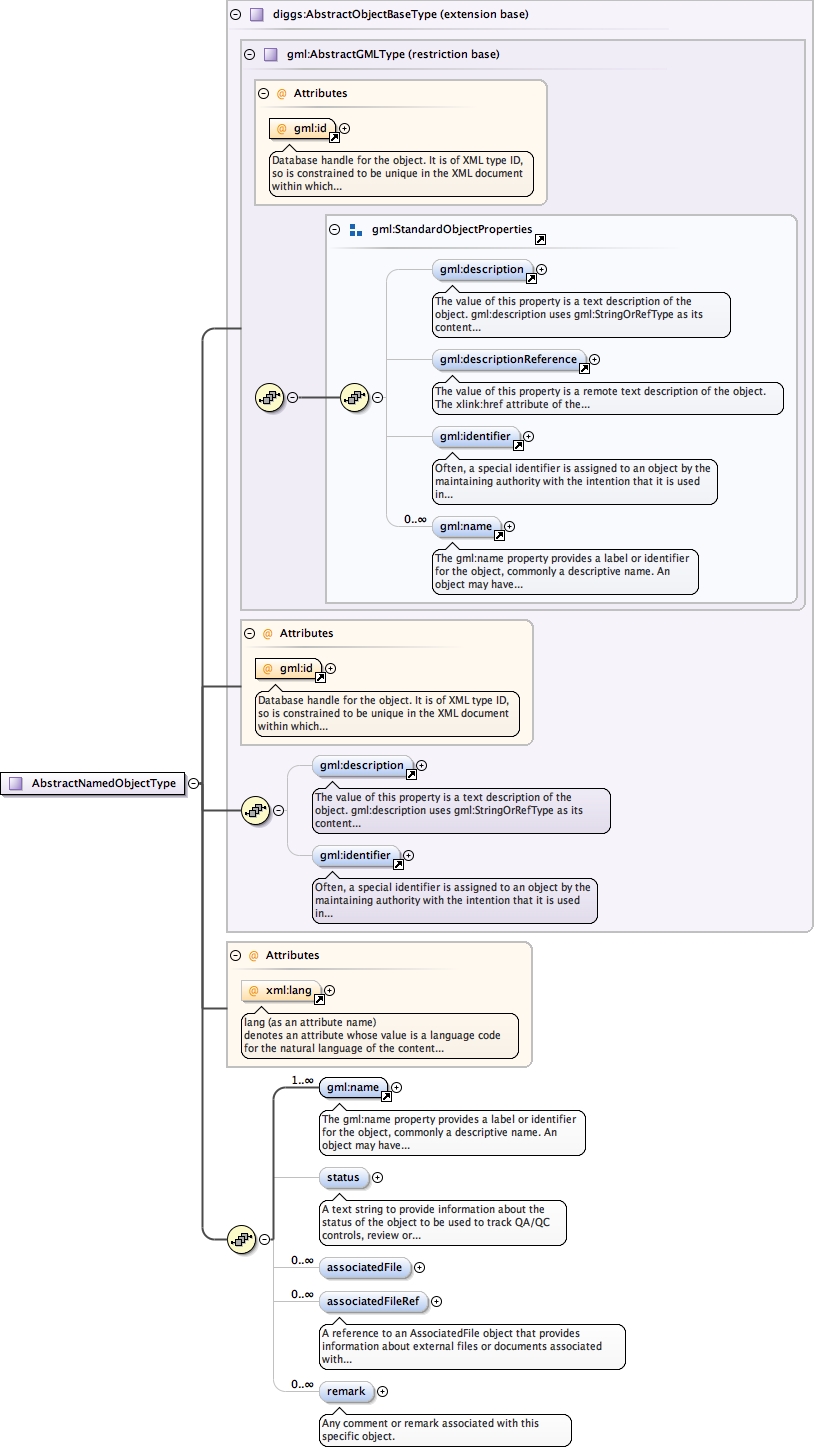 diggs:AbstractObjectBaseType (extension base)
gml:AbstractGMLType (restriction base)
@ Attributes
@ gml:id
Database handle for the object. It is of XML type ID,
so is constrained to be unique in the XML document
within which...
gml:StandardObjectProperties
gml:description
The value of this property is a text description of the
object. gml:description uses gml:StringOrRefType as its
content...
gml:descriptionReference
The value of this property is a remote text description of the object.
The xlink:href attribute of the...
gml:identifier
Often, a special identifier is assigned to an object by the
maintaining authority with the intention that it is used
in...
0..∞
gml:name
The gml:name property provides a label or identifier
for the object, commonly a descriptive name. An
object may have...
@ Attributes
@ gml:id
Database handle for the object. It is of XML type ID,
so is constrained to be unique in the XML document
within which...
AbstractNamedObjectType
gml:description
The value of this property is a text description of the
object. gml:description uses gml:StringOrRefType as its
content...
gml:identifier
Often, a special identifier is assigned to an object by the
maintaining authority with the intention that it is used
in...
@ Attributes
@ xml:lang
lang (as an attribute name)
denotes an attribute whose value is a language code
for the natural language of the content...
1..∞
gml:name
The gml:name property provides a label or identifier
for the object, commonly a descriptive name. An
object may have...
status
A text string to provide information about the
status of the object to be used to track QA/QC
controls, review or...
0..∞
associatedFile
0..∞
associatedFileRef
A reference to an AssociatedFile object that provides
information about external files or documents associated
with...
0..∞
remark
Any comment or remark associated with this
specific object.